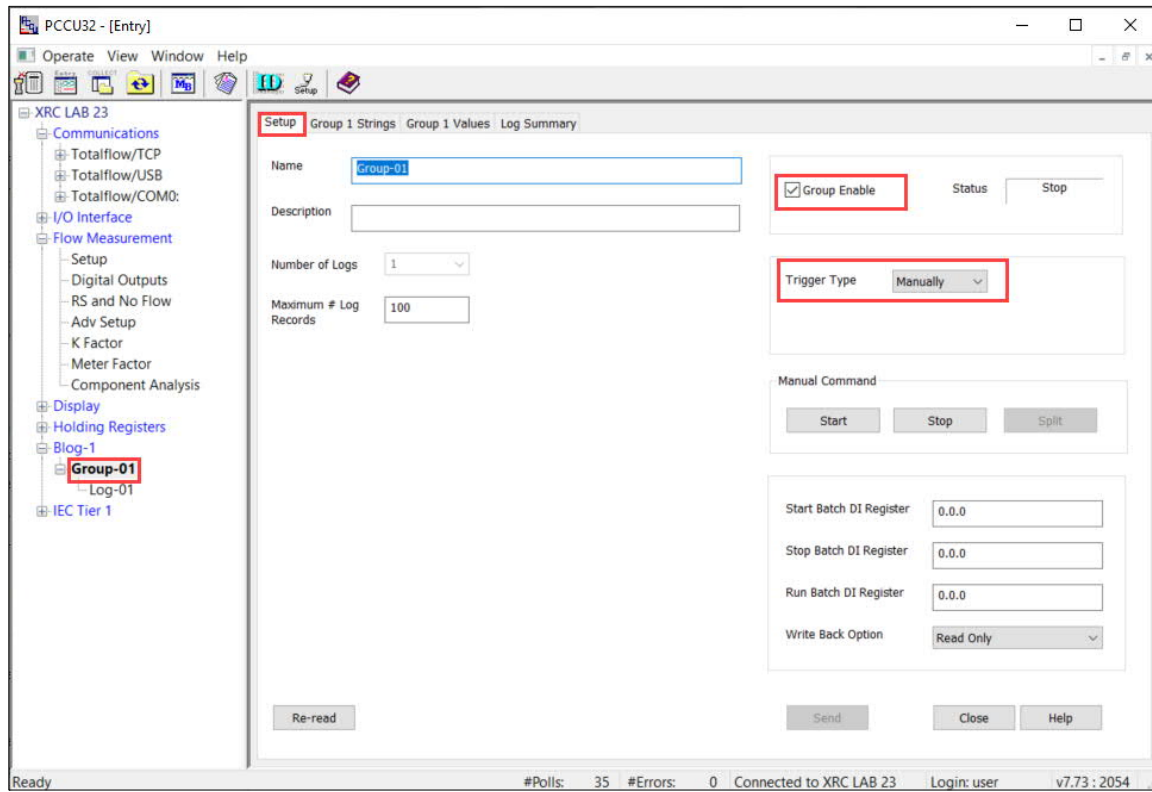 PCCU32 - [Entry]
Operate View Window Help
Entry COLLECT MB ED Setup
XRC LAB 23
Communications
Totalflow/TCP
Totalflow/USB
Totalflow/COM0:
I/O Interface
Flow Measurement
Setup
Digital Outputs
RS and No Flow
Adv Setup
K Factor
Meter Factor
Component Analysis
Display
Holding Registers
Blog-1
Group-01
Log-01
IEC Tier 1
Setup Group 1 Strings Group 1 Values Log Summary
Name Group-01
Description
Number of Logs 1
Maximum # Log
Records 100
Group Enable Status Stop
Trigger Type Manually
Manual Command
Start Stop Split
Start Batch DI Register 0.0.0
Stop Batch DI Register 0.0.0
Run Batch DI Register 0.0.0
Write Back Option Read Only
Re-read Send Close Help
Ready #Polls: 35 #Errors: 0 Connected to XRC LAB 23 Login: user v7.73 : 2054